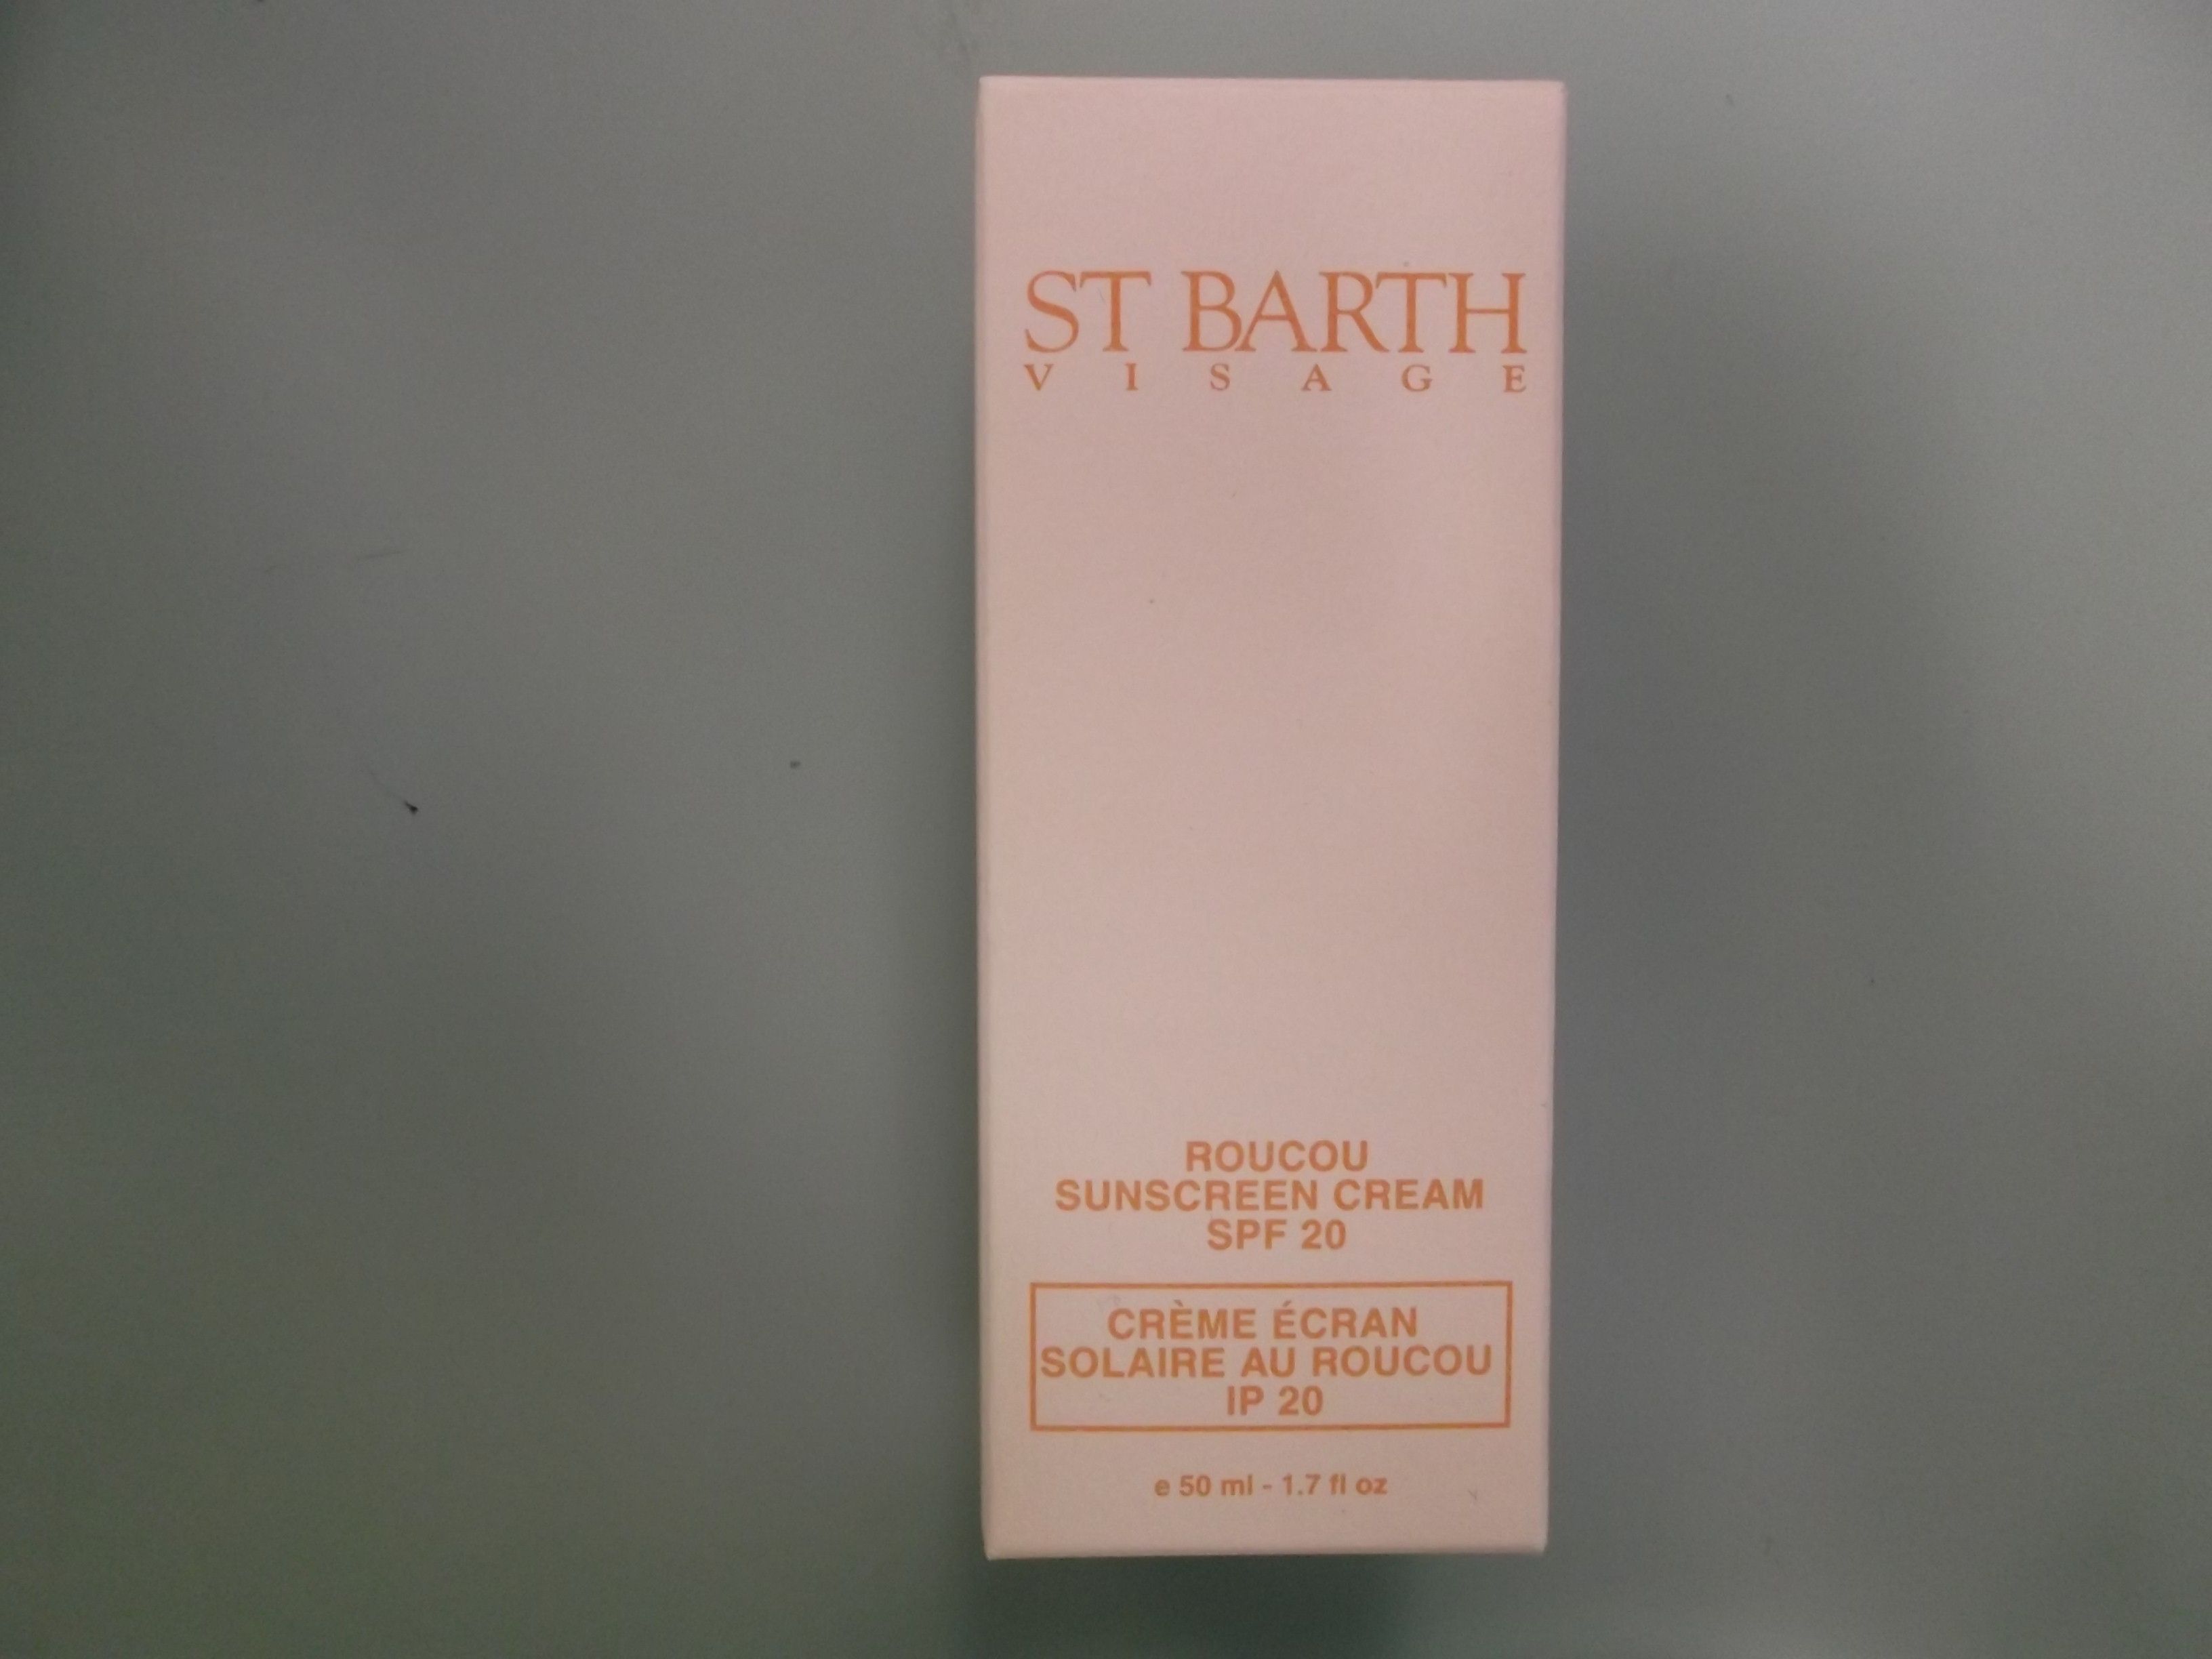 ST BARTH
VISAGE
ROUCOU
SUNSCREEN CREAM
SPF 20
CRÈME ÉCRAN
SOLAIRE AU ROUCOU
IP 20
e 50 ml - 1.7 fl oz